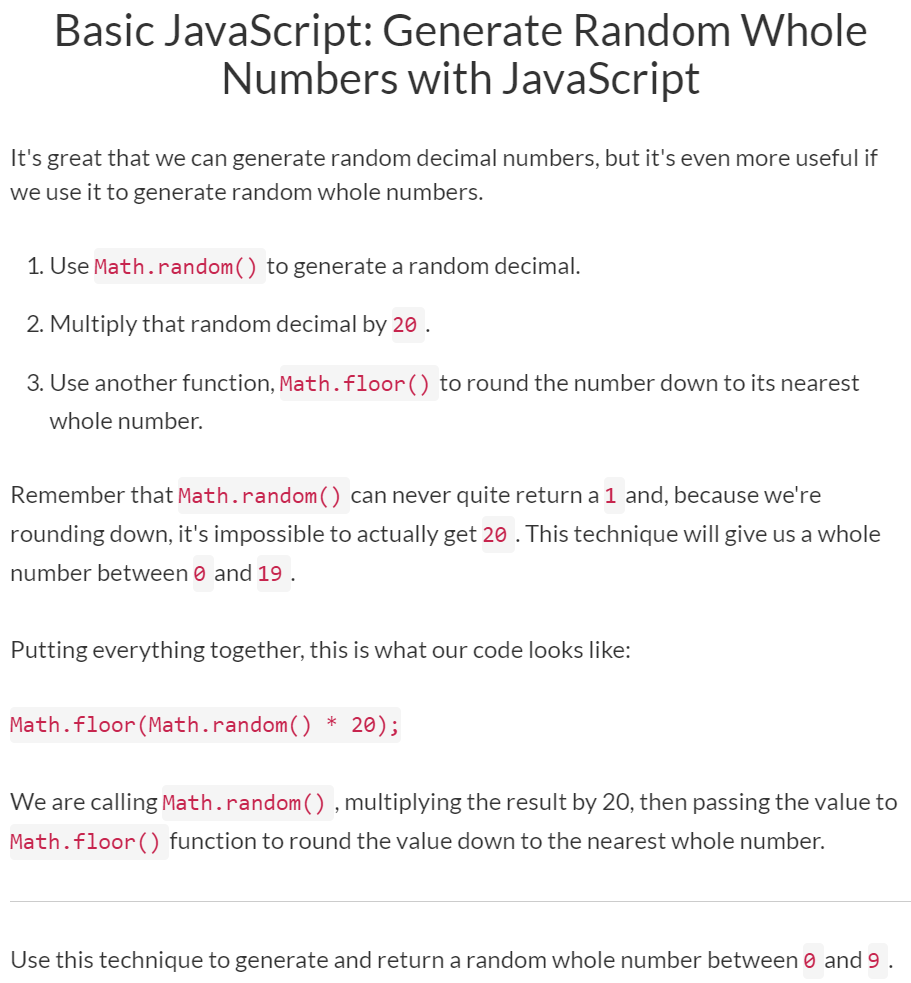 Basic JavaScript: Generate Random Whole
Numbers with JavaScript
It's great that we can generate random decimal numbers, but it's even more useful if
we use it to generate random whole numbers.
1. Use Math.random() to generate a random decimal.
2. Multiply that random decimal by 20 .
3. Use another function, Math.floor() to round the number down to its nearest
whole number.
Remember that Math.random() can never quite return a 1 and, because we're
rounding down, it's impossible to actually get 20 . This technique will give us a whole
number between 0 and 19 .
Putting everything together, this is what our code looks like:
Math.floor(Math.random() * 20);
We are calling Math.random() , multiplying the result by 20, then passing the value to
Math.floor() function to round the value down to the nearest whole number.
Use this technique to generate and return a random whole number between 0 and 9 .